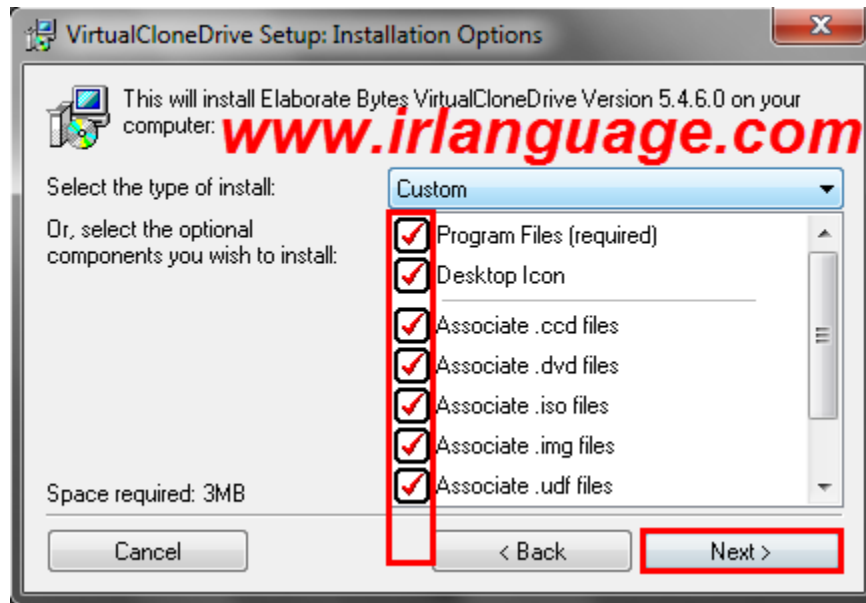 VirtualCloneDrive Setup: Installation Options
This will install Elaborate Bytes VirtualCloneDrive Version 5.4.6.0 on your
computer:
www.irlanguage.com
Select the type of install:
Custom
Or, select the optional
components you wish to install:
Program Files (required)
Desktop Icon
Associate .ccd files
Associate .dvd files
Associate .iso files
Associate .img files
Associate .udf files
Space required: 3MB
Cancel
< Back
Next >